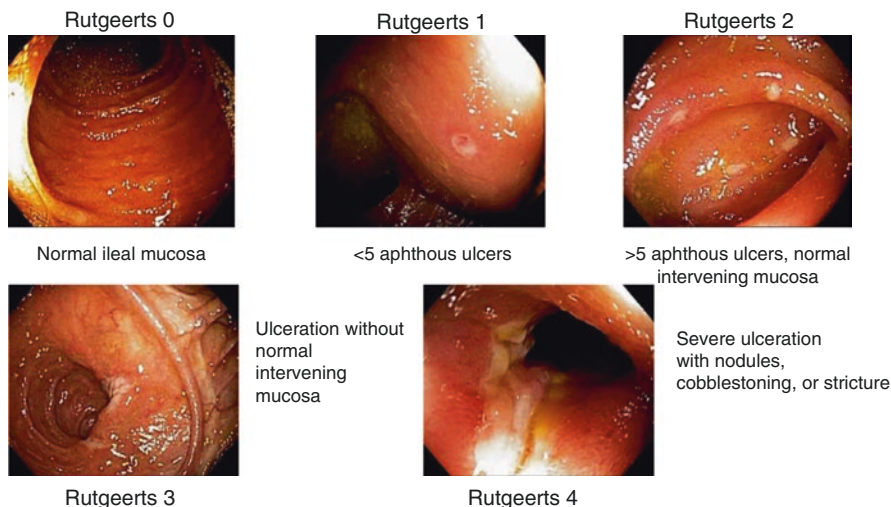 Rutgeerts 0
Rutgeerts 1
Rutgeerts 2
Normal ileal mucosa
<5 aphthous ulcers
>5 aphthous ulcers, normal
intervening mucosa
Ulceration without
normal
intervening
mucosa
Severe ulceration
with nodules,
cobblestoning, or stricture
Rutgeerts 3
Rutgeerts 4